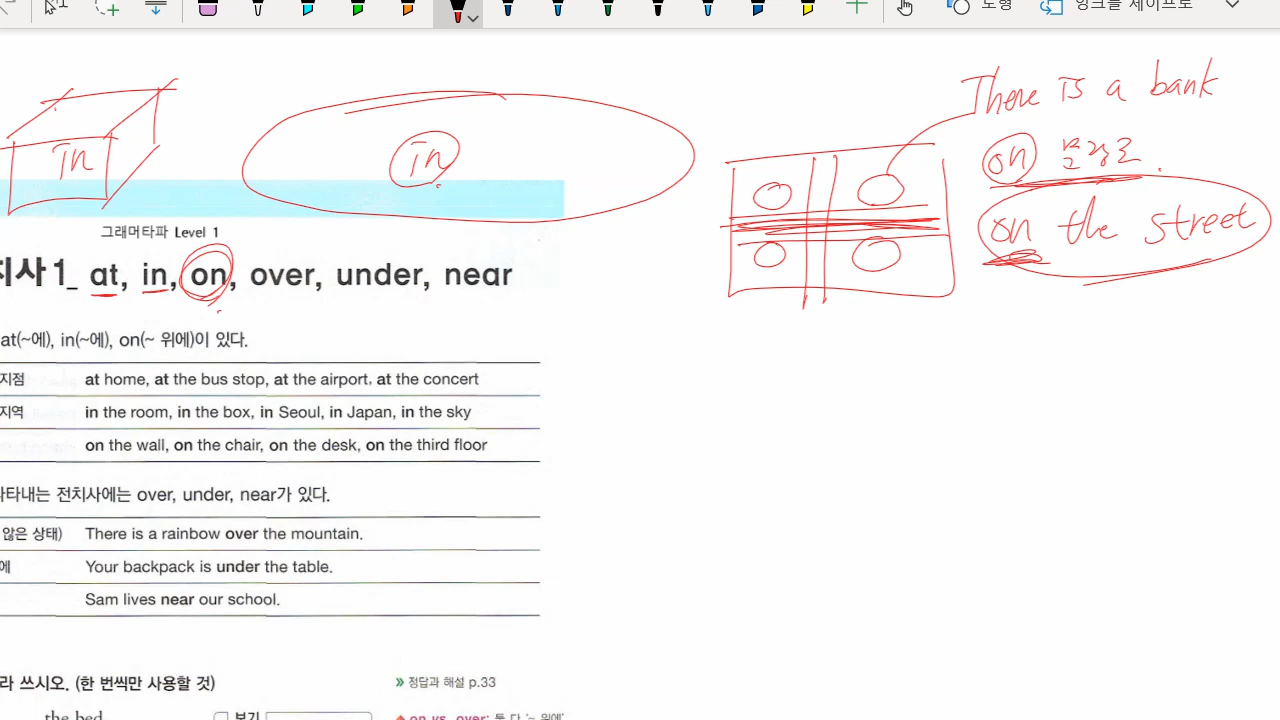 도형
잉크를 셰이프로
There is a bank
on 분당로.
on the street
in
in
그래머타파 Level 1
치사 1_ at, in, on, over, under, near
at(~에), in(~에), on(~ 위에)이 있다.
지점 at home, at the bus stop, at the airport, at the concert
지역 in the room, in the box, in Seoul, in Japan, in the sky
on the wall, on the chair, on the desk, on the third floor
나타내는 전치사에는 over, under, near가 있다.
않은 상태) There is a rainbow over the mountain.
에 Your backpack is under the table.
Sam lives near our school.
라 쓰시오. (한 번씩만 사용할 것)
» 정답과 해설 p.33
the bed
보기
on vs. over: 둘 다 '~ 위에'